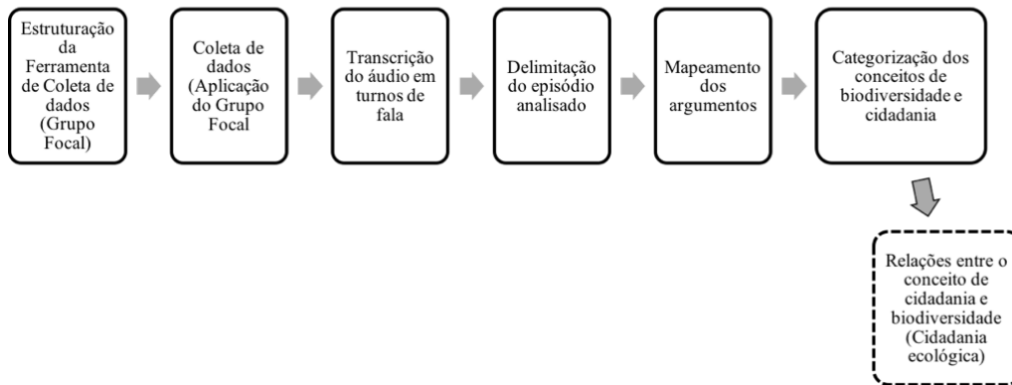 Estruturação
da
Ferramenta
de Coleta de
dados
(Grupo
Focal)
Coleta de
dados
(Aplicação
do Grupo
Focal
Transcrição
do áudio em
turnos de
fala
Delimitação
do episódio
analisado
Mapeamento
dos
argumentos
Categorização dos
conceitos de
biodiversidade e
cidadania
Relações entre o
conceito de
cidadania e
biodiversidade
(Cidadania
ecológica)